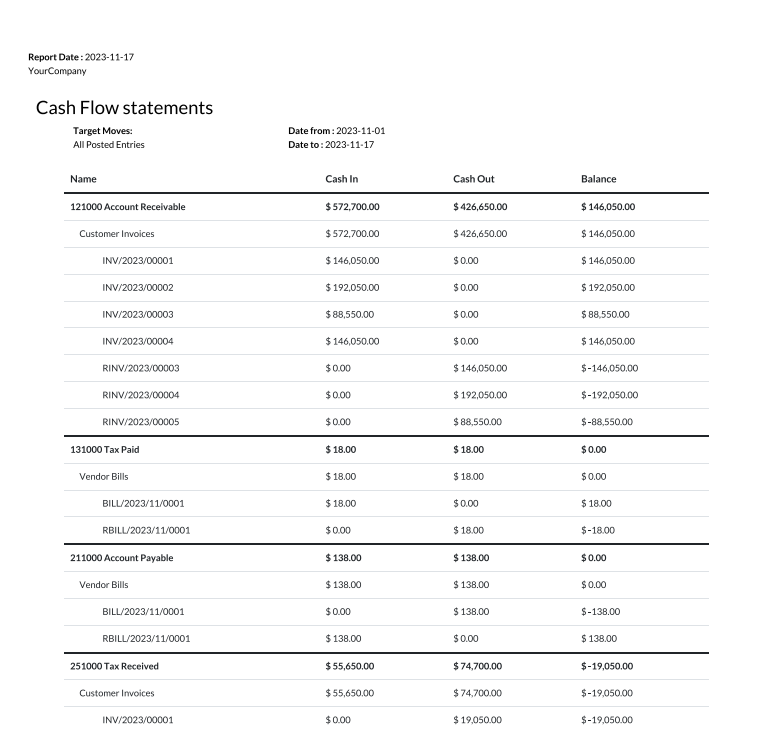 Report Date : 2023-11-17
YourCompany
Cash Flow statements
Target Moves: Date from : 2023-11-01
All Posted Entries Date to : 2023-11-17
Name Cash In Cash Out Balance
121000 Account Receivable $ 572,700.00 $ 426,650.00 $ 146,050.00
Customer Invoices $ 572,700.00 $ 426,650.00 $ 146,050.00
INV/2023/00001 $ 146,050.00 $ 0.00 $ 146,050.00
INV/2023/00002 $ 192,050.00 $ 0.00 $ 192,050.00
INV/2023/00003 $ 88,550.00 $ 0.00 $ 88,550.00
INV/2023/00004 $ 146,050.00 $ 0.00 $ 146,050.00
RINV/2023/00003 $ 0.00 $ 146,050.00 $ -146,050.00
RINV/2023/00004 $ 0.00 $ 192,050.00 $ -192,050.00
RINV/2023/00005 $ 0.00 $ 88,550.00 $ -88,550.00
131000 Tax Paid $ 18.00 $ 18.00 $ 0.00
Vendor Bills $ 18.00 $ 18.00 $ 0.00
BILL/2023/11/0001 $ 18.00 $ 0.00 $ 18.00
RBILL/2023/11/0001 $ 0.00 $ 18.00 $ -18.00
211000 Account Payable $ 138.00 $ 138.00 $ 0.00
Vendor Bills $ 138.00 $ 138.00 $ 0.00
BILL/2023/11/0001 $ 0.00 $ 138.00 $ -138.00
RBILL/2023/11/0001 $ 138.00 $ 0.00 $ 138.00
251000 Tax Received $ 55,650.00 $ 74,700.00 $ -19,050.00
Customer Invoices $ 55,650.00 $ 74,700.00 $ -19,050.00
INV/2023/00001 $ 0.00 $ 19,050.00 $ -19,050.00